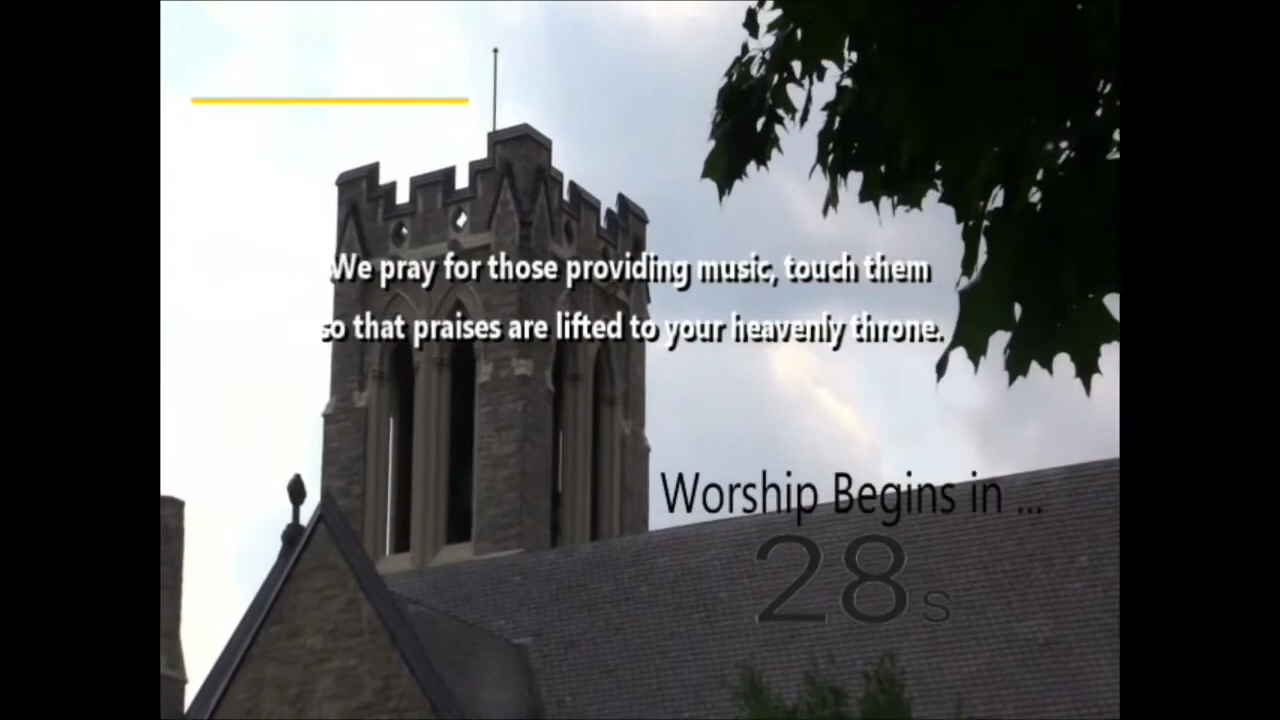 We pray for those providing music, touch them
so that praises are lifted to your heavenly throne.
Worship Begins in ...
28s